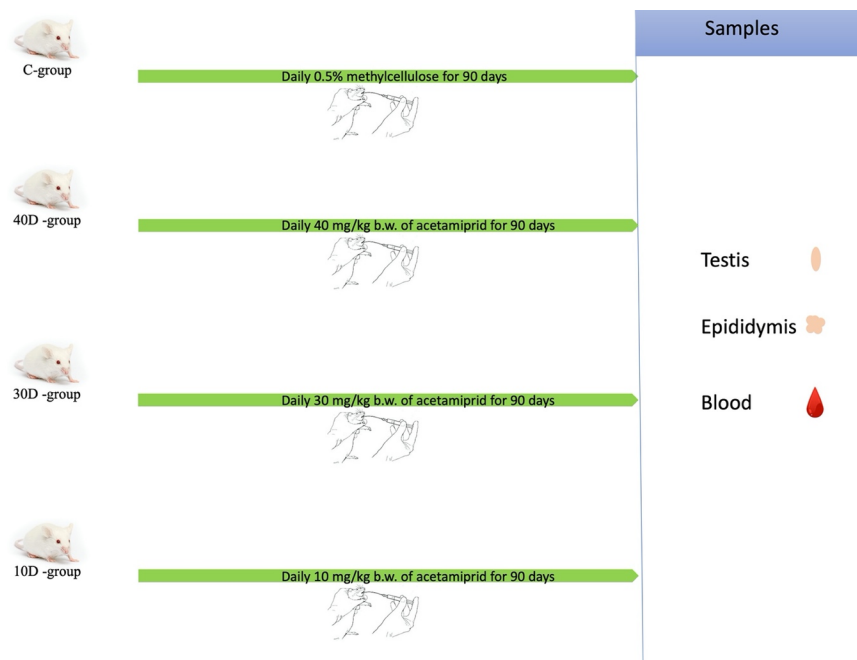 Samples
C-group
Daily 0.5% methylcellulose for 90 days
40D -group
Daily 40 mg/kg b.w. of acetamiprid for 90 days
Testis
Epididymis
30D -group
Daily 30 mg/kg b.w. of acetamiprid for 90 days
Blood
10D -group
Daily 10 mg/kg b.w. of acetamiprid for 90 days